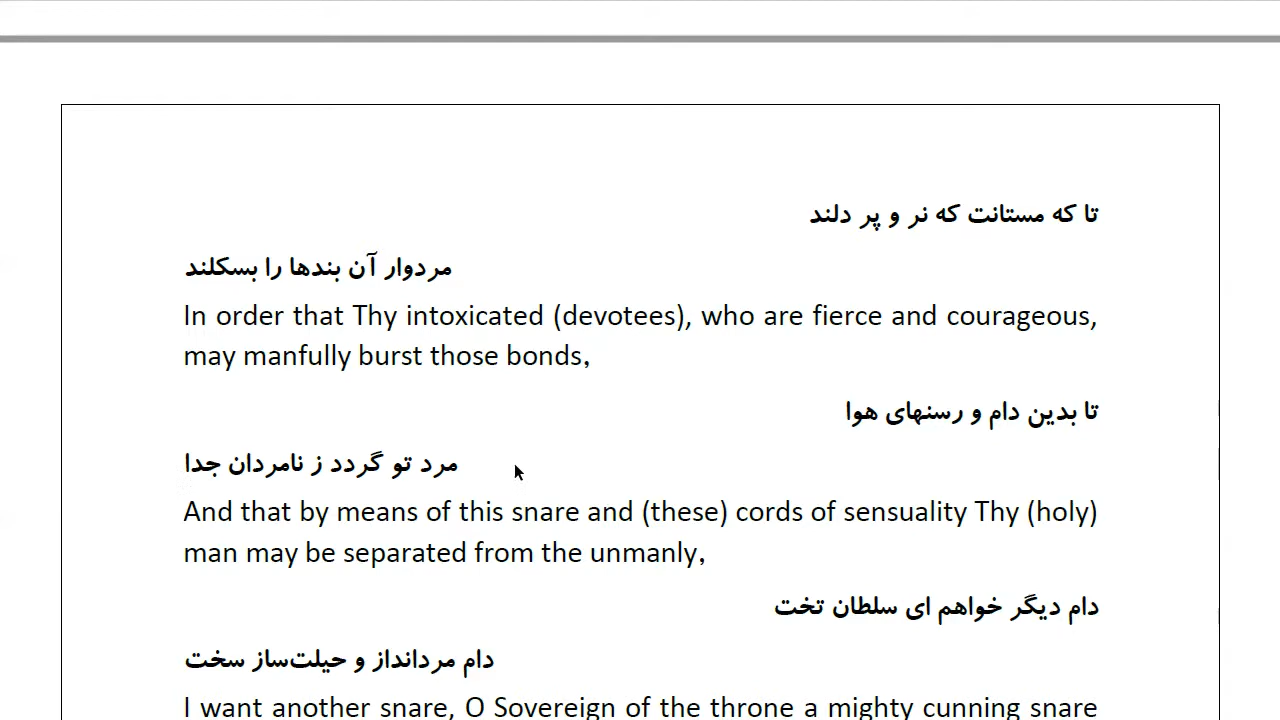 تا که مستانت که نر و پر دلند
مردوار آن بندها را بسکلند
In order that Thy intoxicated (devotees), who are fierce and courageous,
may manfully burst those bonds,
تا بدین دام و رسنهای هوا
مرد تو گردد ز نامردان جدا
And that by means of this snare and (these) cords of sensuality Thy (holy)
man may be separated from the unmanly,
دام دیگر خواهم ای سلطان تخت
دام مردانداز و حیلت‌ساز سخت
I want another snare, O Sovereign of the throne a mighty cunning snare